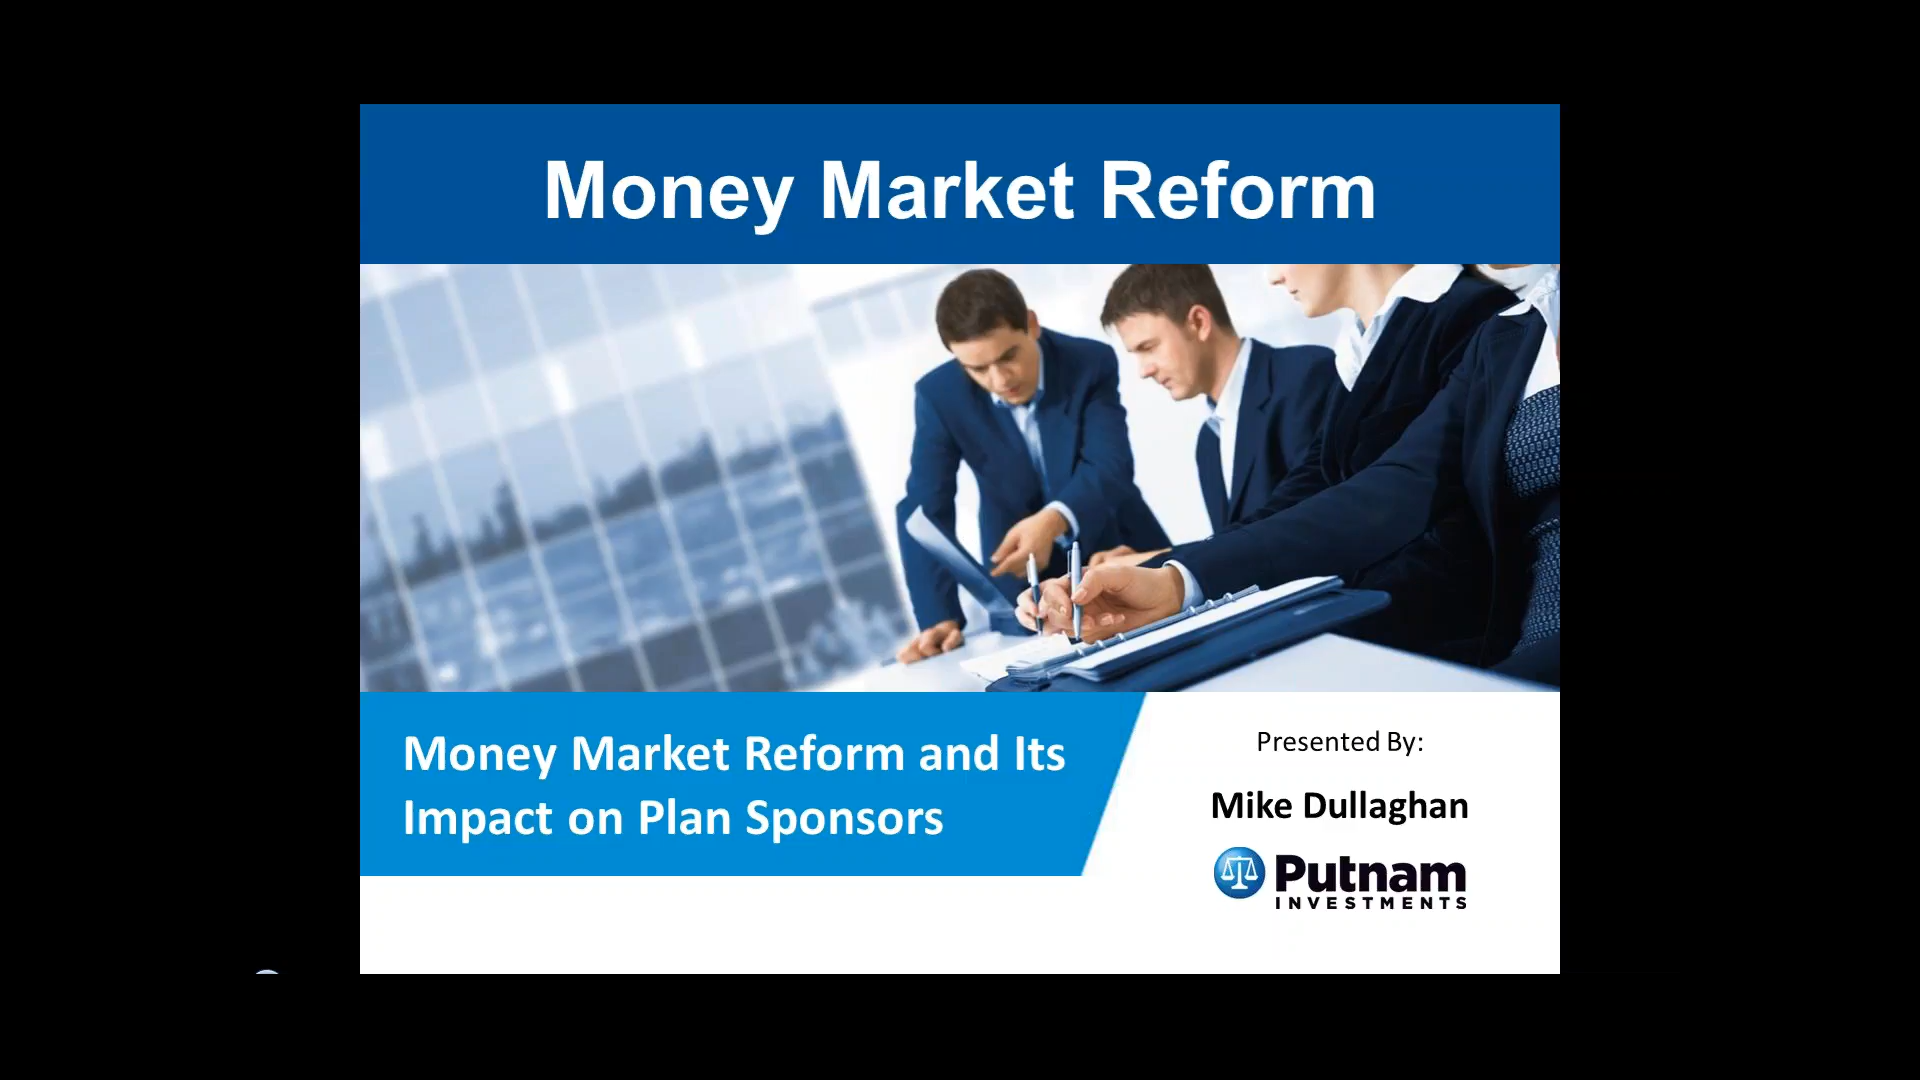 Money Market Reform
Money Market Reform and Its
Impact on Plan Sponsors
Presented By:
Mike Dullaghan
Putnam
INVESTMENTS